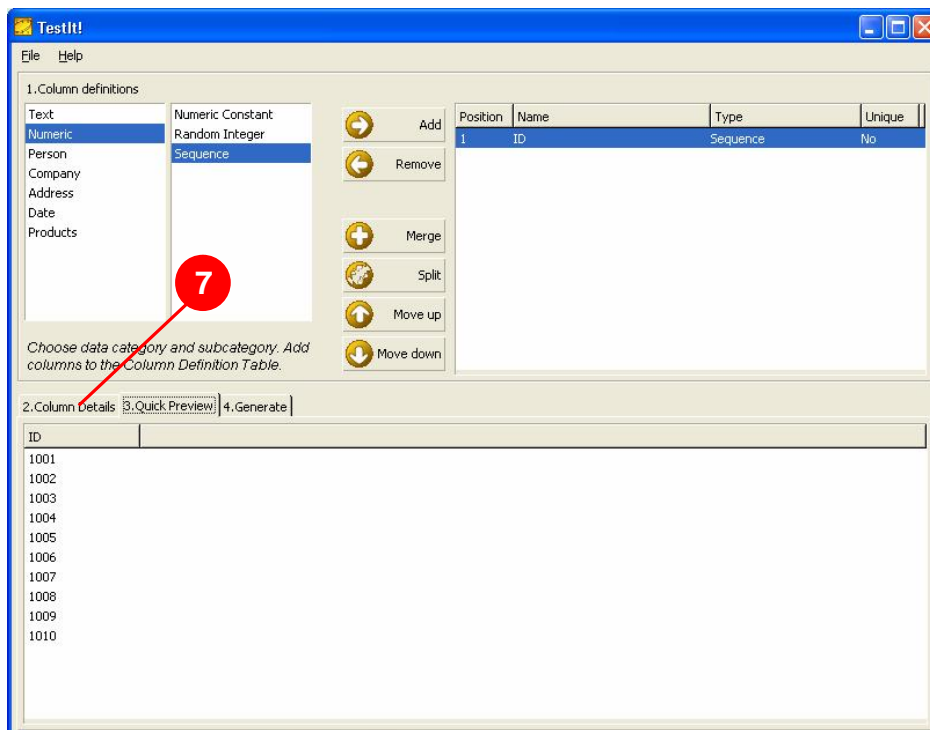 TestIt!
File Help
1.Column definitions
Text
Numeric
Person
Company
Address
Date
Products
Numeric Constant
Random Integer
Sequence
Add
Remove
Merge
Split
Move up
Move down
Position Name Type Unique
1 ID Sequence No
7
Choose data category and subcategory. Add
columns to the Column Definition Table.
2.Column Details 3.Quick Preview 4.Generate
ID
1001
1002
1003
1004
1005
1006
1007
1008
1009
1010